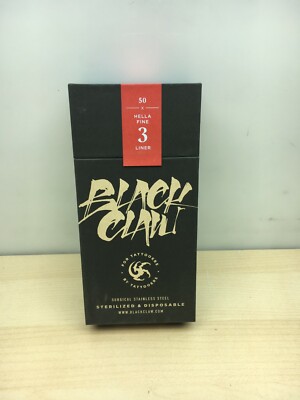 50
x
HELLA
FINE
3
LINER
BLACK
CLAW
FOR TATTOOERS
BY TATTOOERS
SURGICAL STAINLESS STEEL
STERILIZED & DISPOSABLE
WWW.BLACKCLAW.COM